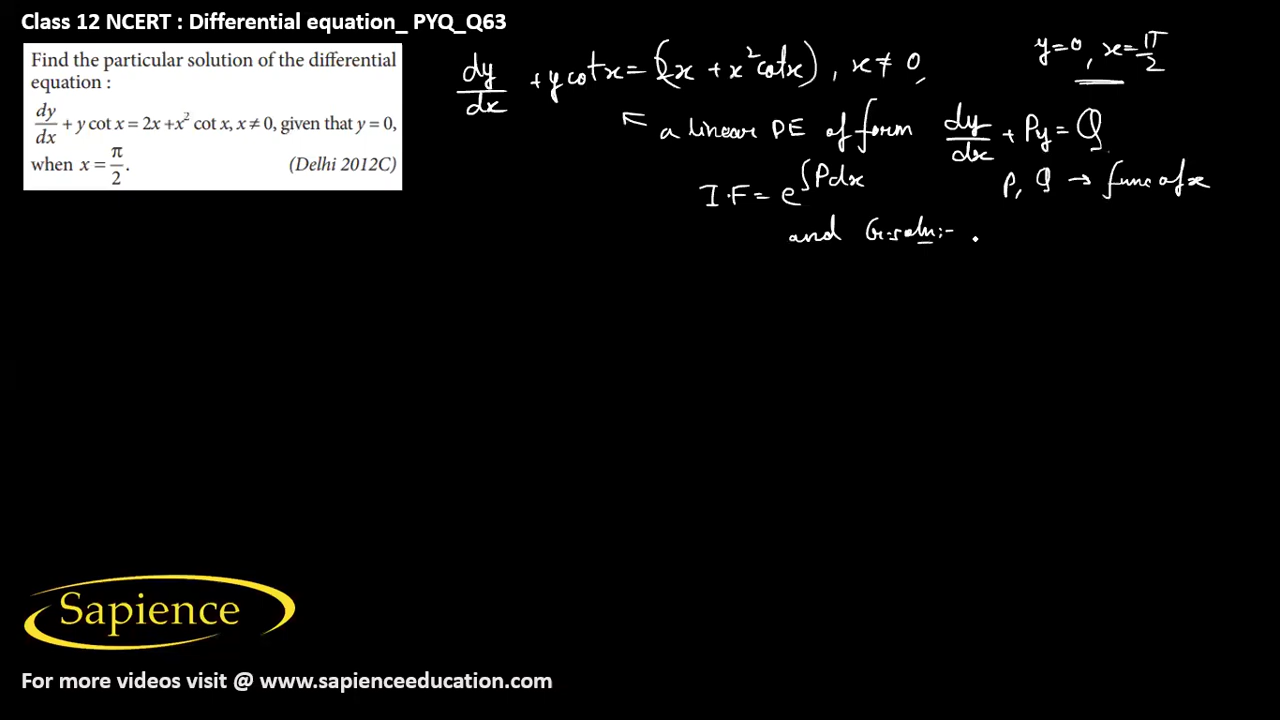 Class 12 NCERT : Differential equation_ PYQ_Q63
Find the particular solution of the differential
equation :
dy/dx + y cot x = 2x +x² cot x, x ≠ 0, given that y = 0,
when x = π/2. (Delhi 2012C)
dy/dx + y cotx = (2x + x² cotx) , x ≠ 0,
y=0 , x=π/2
a linear DE of form dy/dx + Py = Q
I.F = e^∫Pdx
P, Q → func of x
and G.soln:-
Sapience
For more videos visit @ www.sapienceeducation.com